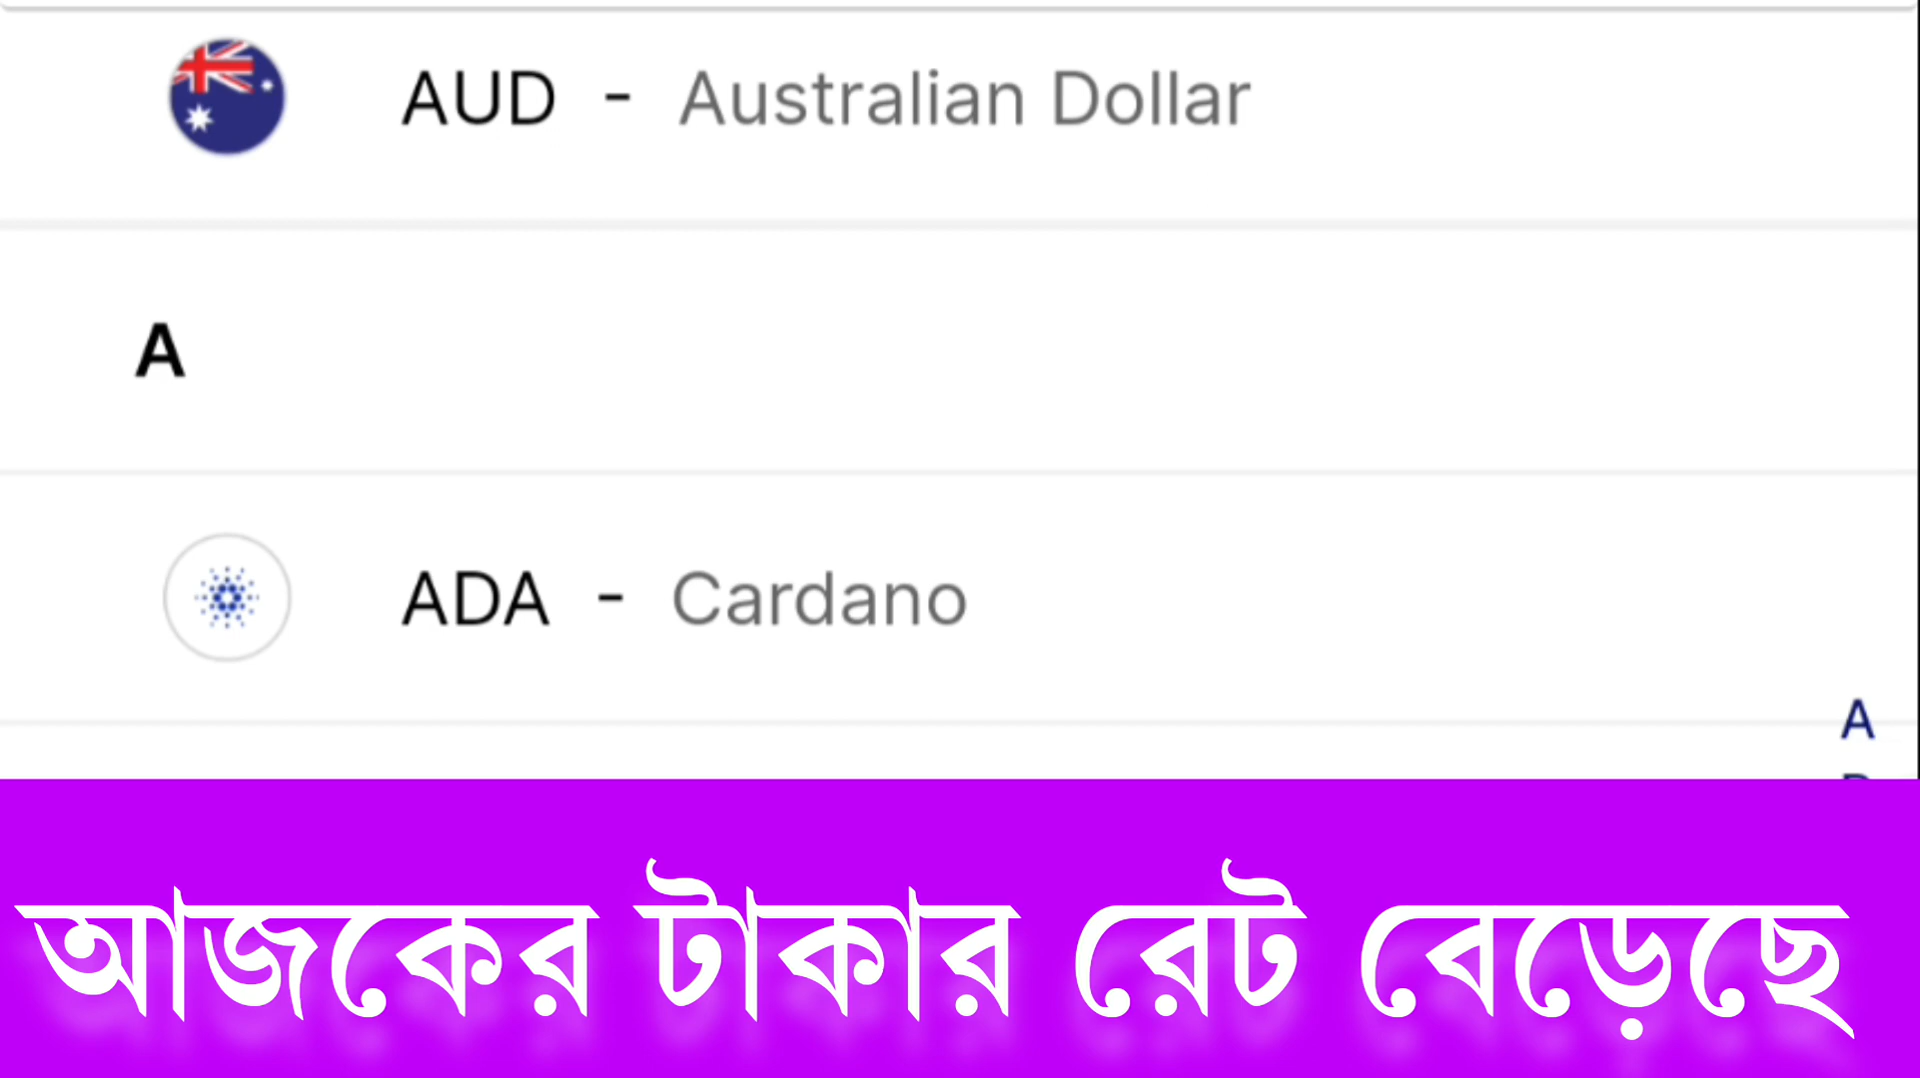 AUD - Australian Dollar
A
ADA - Cardano
A
আজকের টাকার রেট বেড়েছে